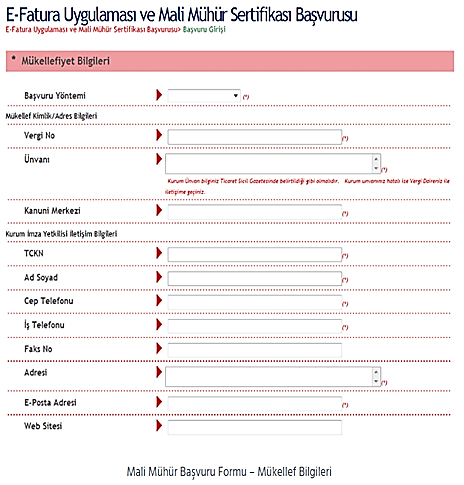 E-Fatura Uygulaması ve Mali Mühür Sertifikası Başvurusu
E-Fatura Uygulaması ve Mali Mühür Sertifikası Başvurusu> Başvuru Girişi
* Mükellefiyet Bilgileri
Başvuru Yöntemi (*)
Mükellef Kimlik/Adres Bilgileri
Vergi No (*)
Ünvanı (*)
Kurum Ünvan bilginiz Ticaret Sicil Gazetesinde belirtildiği gibi olmalıdır. Kurum unvanınız hatalı ise Vergi Daireniz ile
iletişime geçiniz.
Kanuni Merkezi (*)
Kurum İmza Yetkilisi İletişim Bilgileri
TCKN (*)
Ad Soyad (*)
Cep Telefonu (*)
İş Telefonu (*)
Faks No
Adresi (*)
E-Posta Adresi (*)
Web Sitesi
Mali Mühür Başvuru Formu – Mükellef Bilgileri